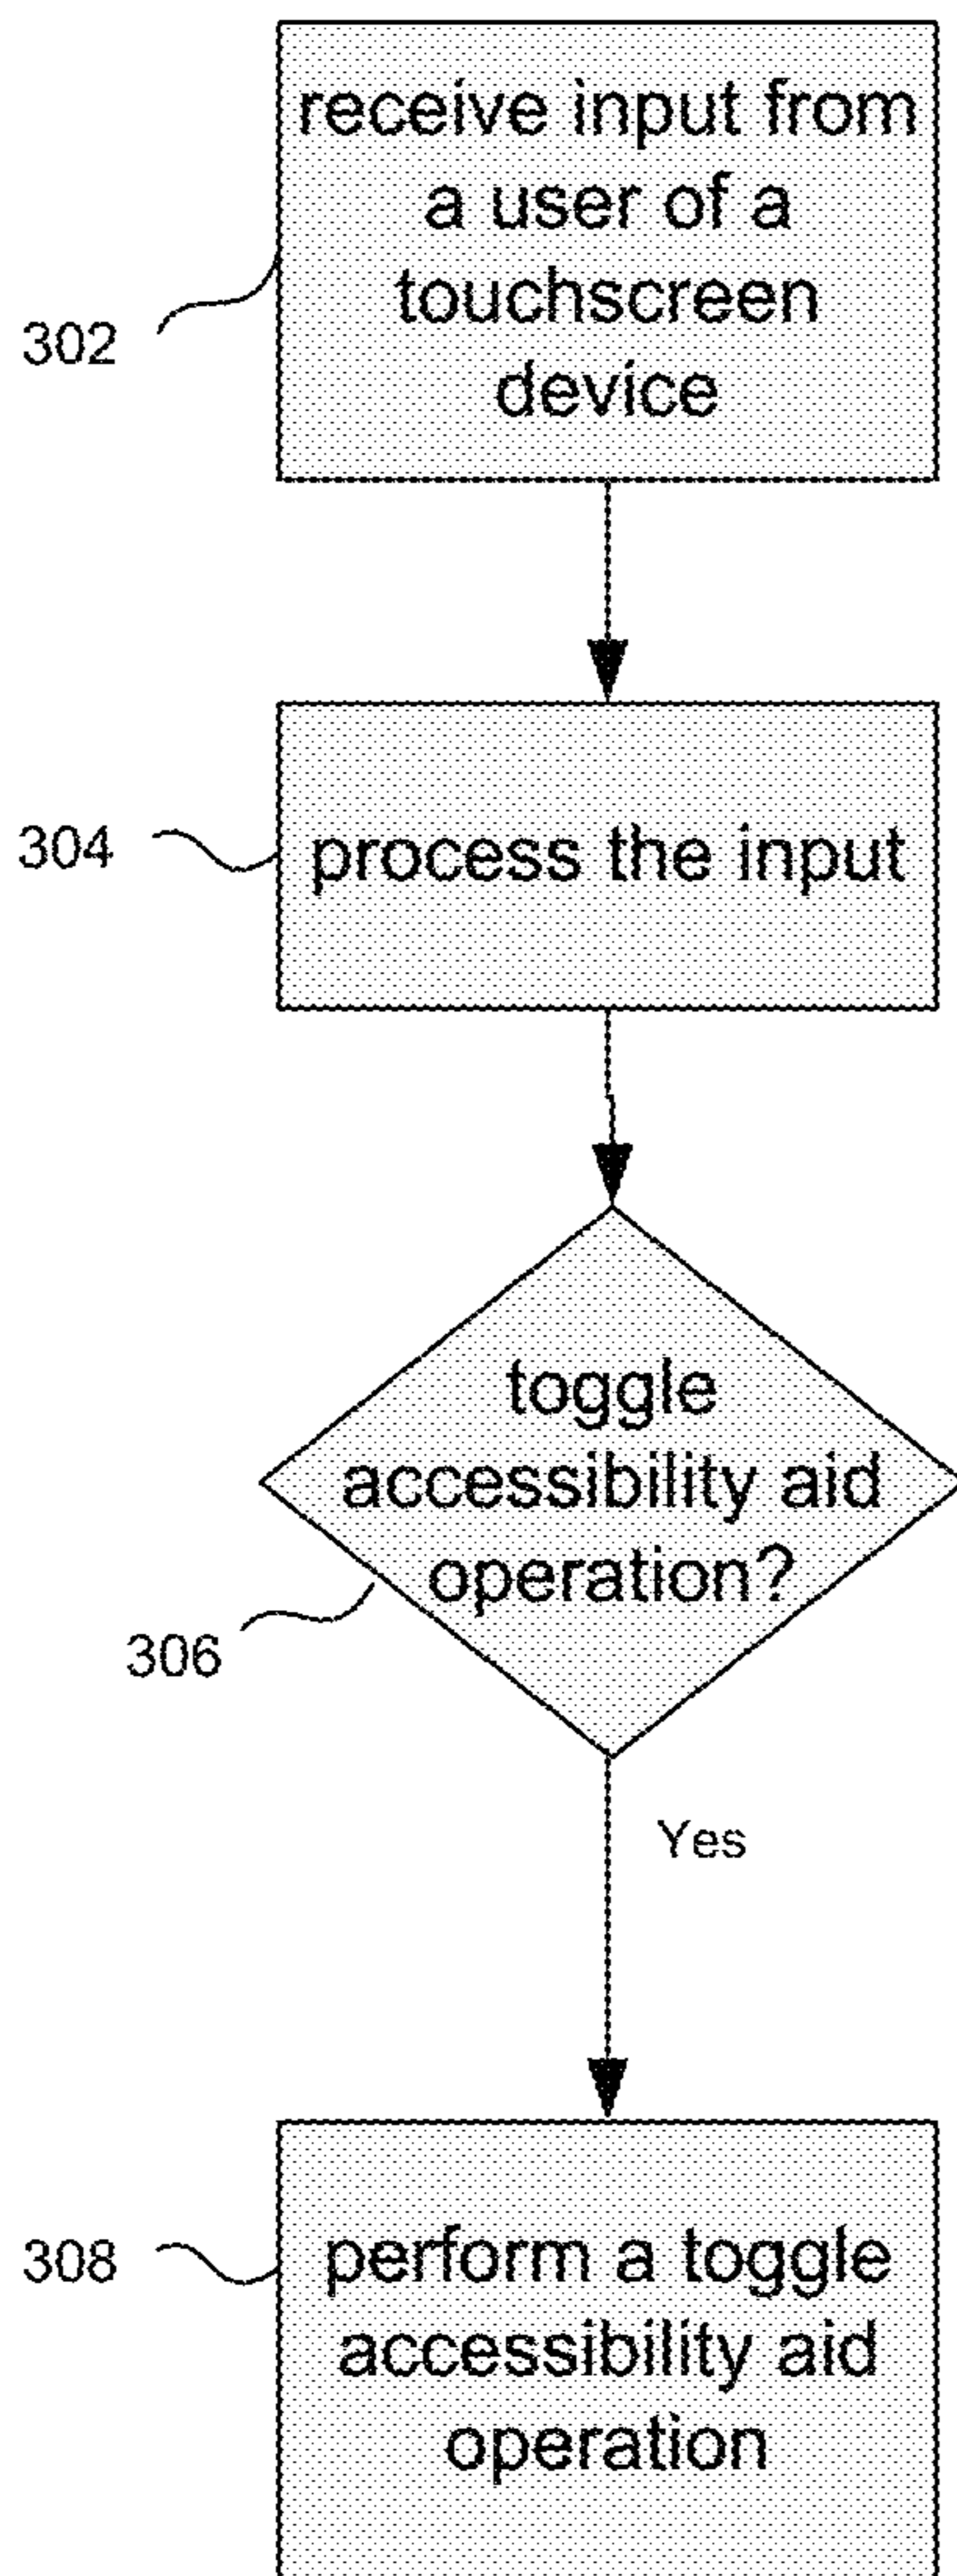 receive input from
a user of a
touchscreen
device
302
304
process the input
toggle
accessibility aid
operation?
306
Yes
308
perform a toggle
accessibility aid
operation